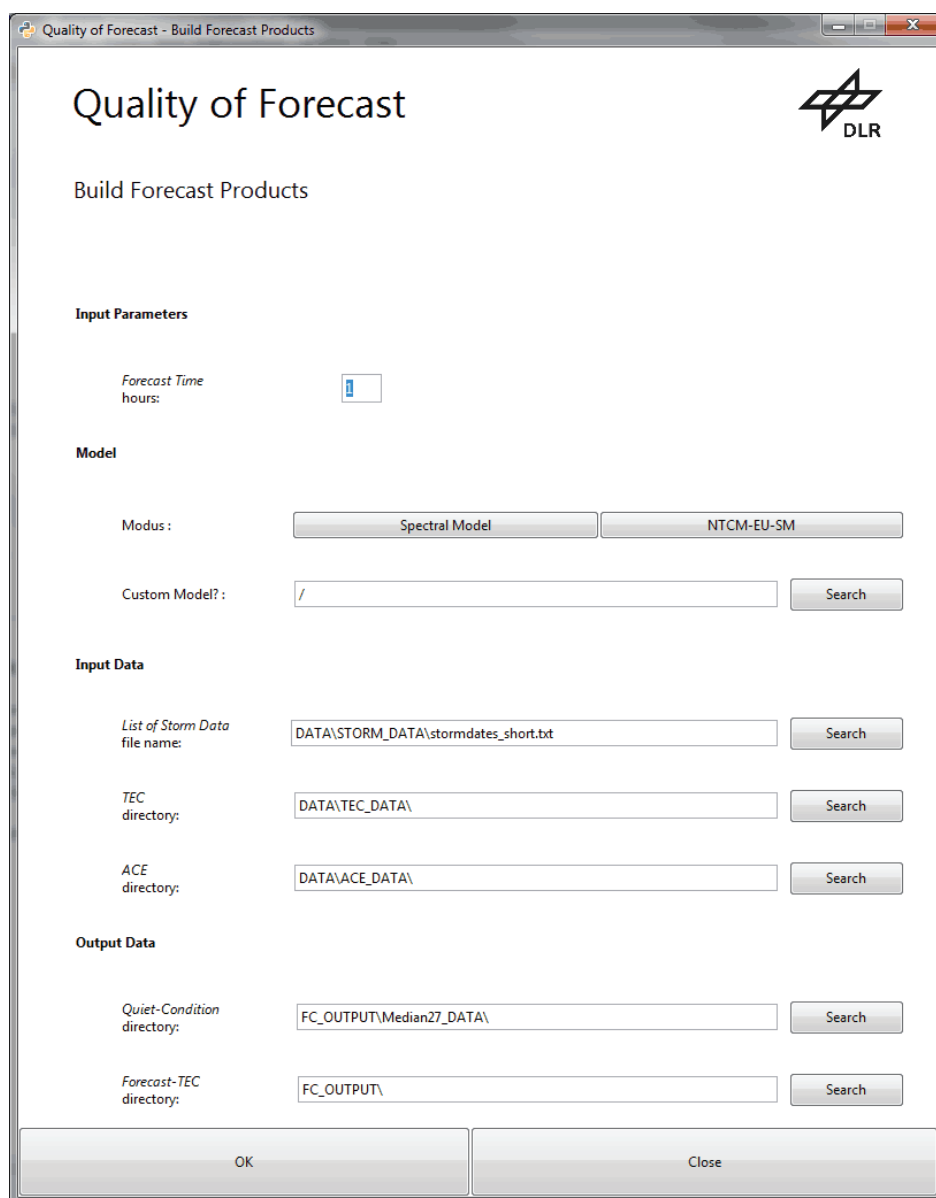 Quality of Forecast - Build Forecast Products
Quality of Forecast
DLR
Build Forecast Products
Input Parameters
Forecast Time
hours:
1
Model
Modus :
Spectral Model
NTCM-EU-SM
Custom Model? :
/
Search
Input Data
List of Storm Data
file name:
DATA\STORM_DATA\stormdates_short.txt
Search
TEC
directory:
DATA\TEC_DATA\
Search
ACE
directory:
DATA\ACE_DATA\
Search
Output Data
Quiet-Condition
directory:
FC_OUTPUT\Median27_DATA\
Search
Forecast-TEC
directory:
FC_OUTPUT\
Search
OK
Close